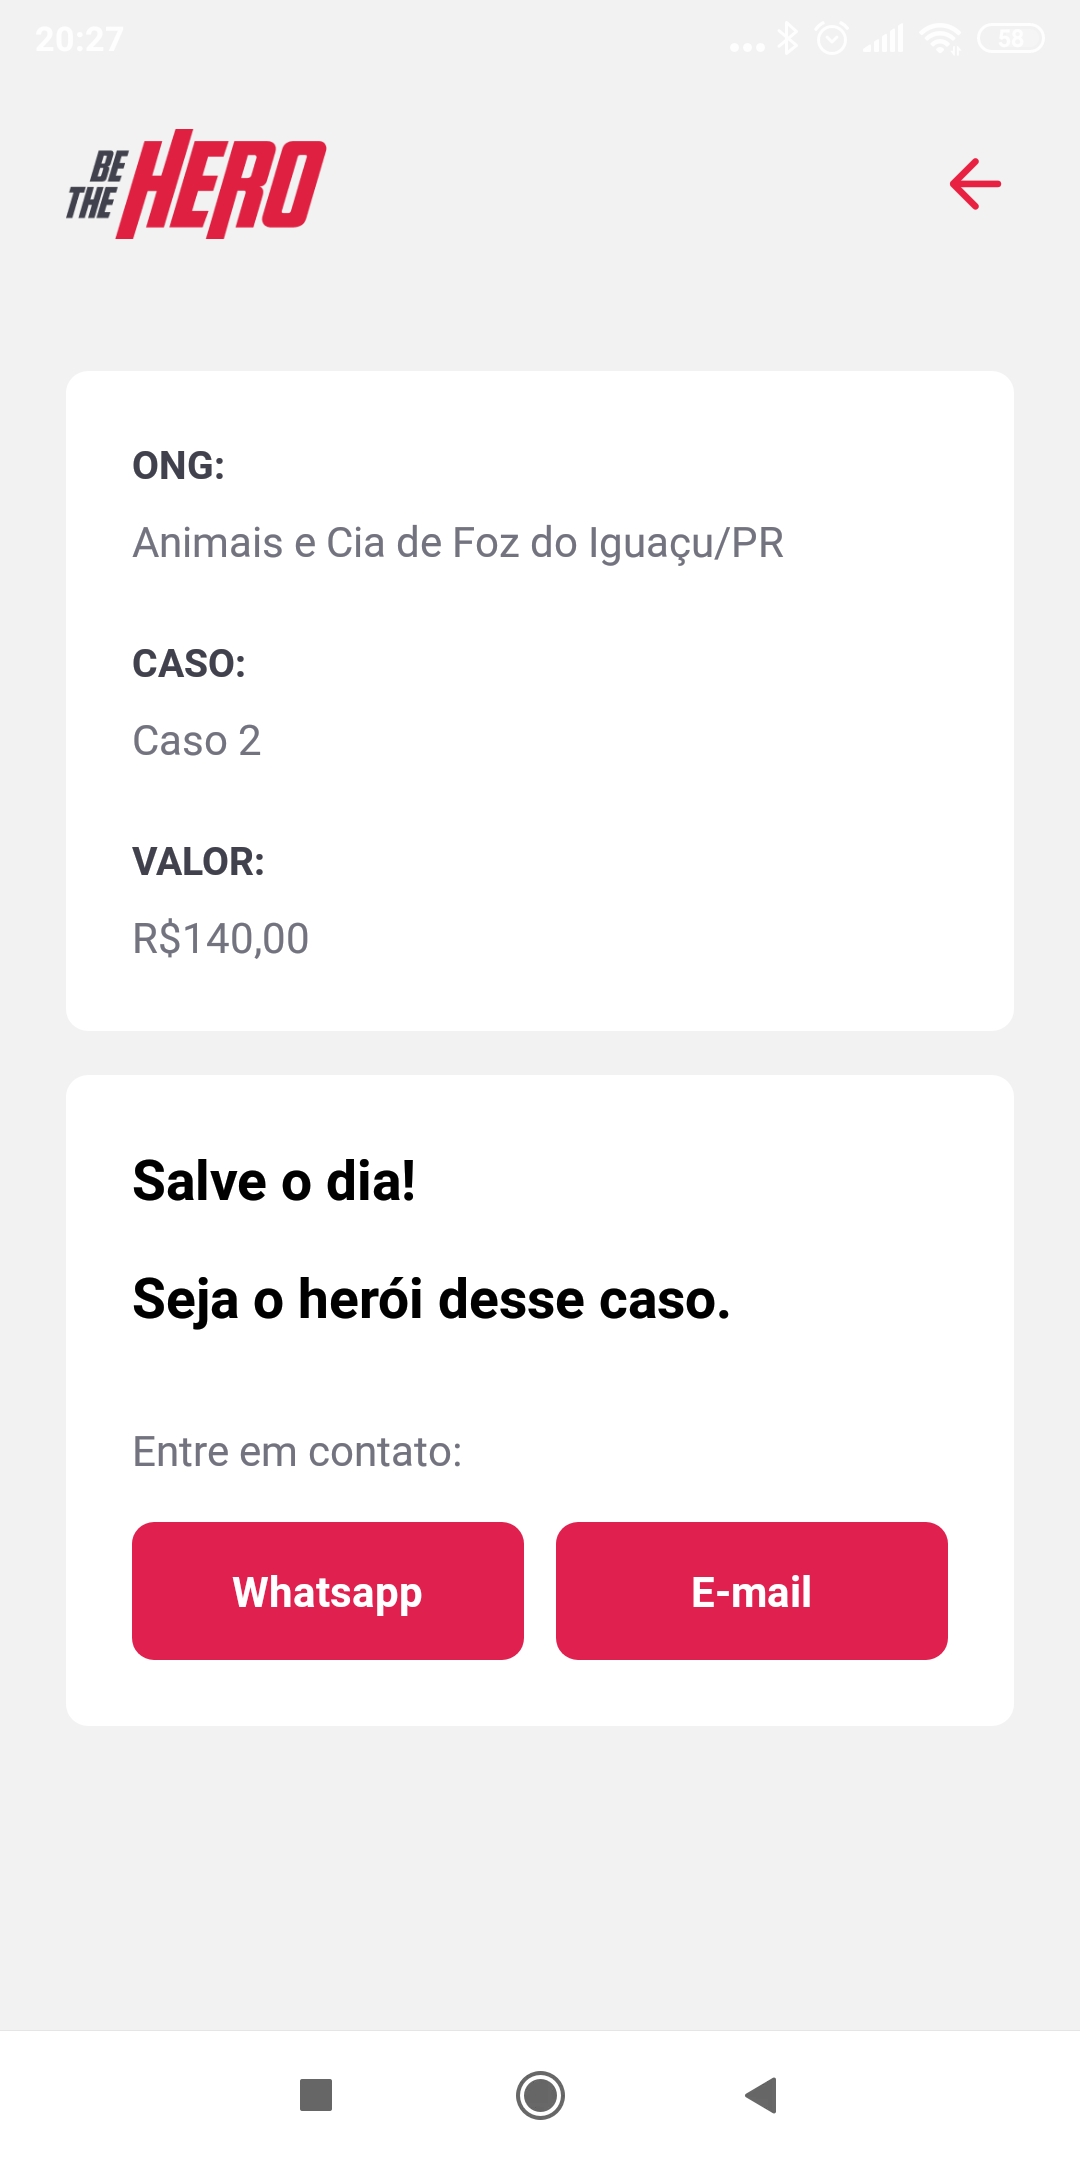 20:27
58
BE
THE
HERO
ONG:
Animais e Cia de Foz do Iguaçu/PR
CASO:
Caso 2
VALOR:
R$140,00
Salve o dia!
Seja o herói desse caso.
Entre em contato:
Whatsapp
E-mail